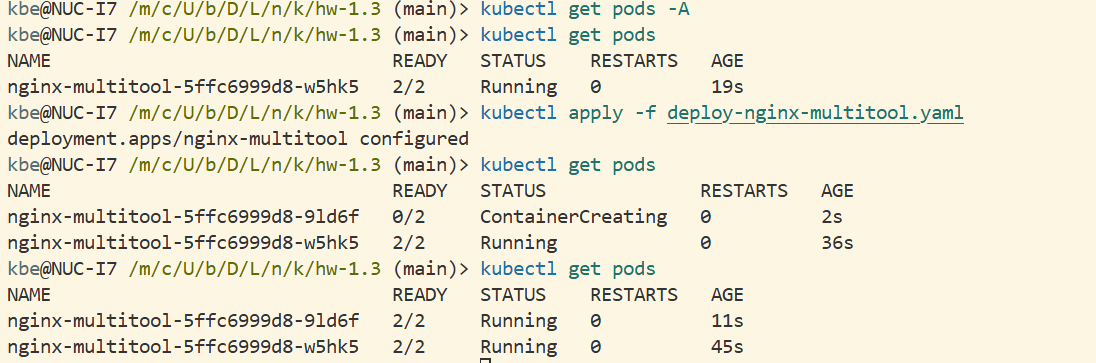 kbe@NUC-I7 /m/c/U/b/D/L/n/k/hw-1.3 (main)> kubectl get pods -A
kbe@NUC-I7 /m/c/U/b/D/L/n/k/hw-1.3 (main)> kubectl get pods
NAME READY STATUS RESTARTS AGE
nginx-multitool-5ffc6999d8-w5hk5 2/2 Running 0 19s
kbe@NUC-I7 /m/c/U/b/D/L/n/k/hw-1.3 (main)> kubectl apply -f deploy-nginx-multitool.yaml
deployment.apps/nginx-multitool configured
kbe@NUC-I7 /m/c/U/b/D/L/n/k/hw-1.3 (main)> kubectl get pods
NAME READY STATUS RESTARTS AGE
nginx-multitool-5ffc6999d8-9ld6f 0/2 ContainerCreating 0 2s
nginx-multitool-5ffc6999d8-w5hk5 2/2 Running 0 36s
kbe@NUC-I7 /m/c/U/b/D/L/n/k/hw-1.3 (main)> kubectl get pods
NAME READY STATUS RESTARTS AGE
nginx-multitool-5ffc6999d8-9ld6f 2/2 Running 0 11s
nginx-multitool-5ffc6999d8-w5hk5 2/2 Running 0 45s